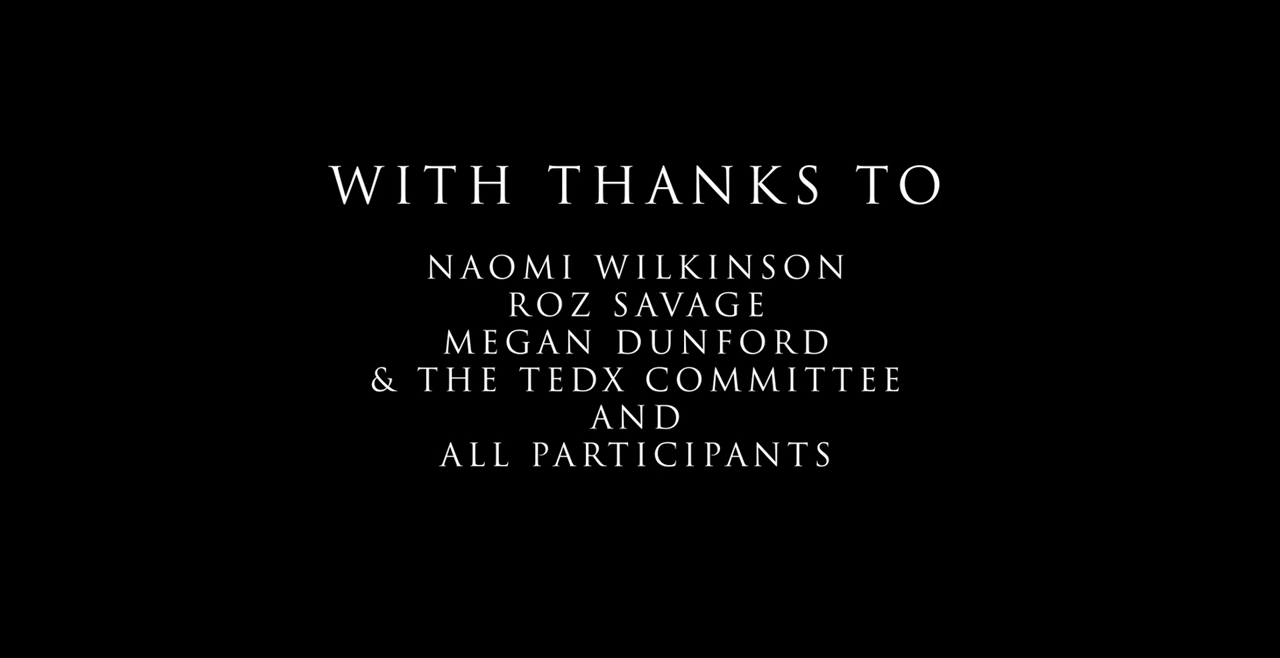 WITH THANKS TO
NAOMI WILKINSON
ROZ SAVAGE
MEGAN DUNFORD
& THE TEDX COMMITTEE
AND
ALL PARTICIPANTS